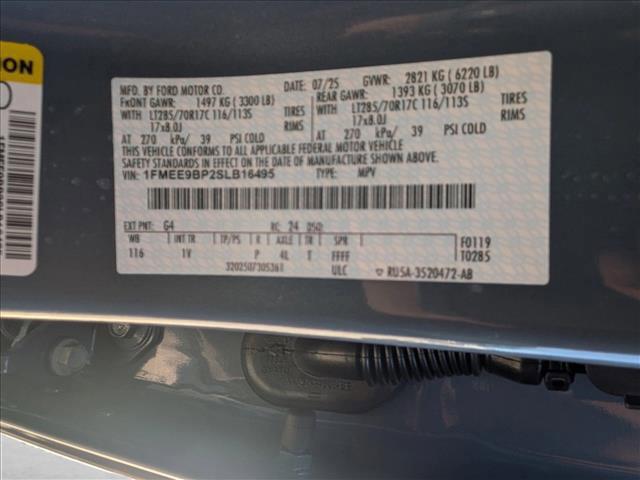 ION
MFD. BY FORD MOTOR CO. DATE: 07/25 GVWR: 2821 KG ( 6220 LB)
FRONT GAWR: 1497 KG ( 3300 LB) REAR GAWR: 1393 KG ( 3070 LB)
WITH LT285/70R17C 116/113S TIRES WITH LT285/70R17C 116/113S TIRES
17x8.0J RIMS 17x8.0J RIMS
AT 270 kPa/ 39 PSI COLD AT 270 kPa/ 39 PSI COLD
THIS VEHICLE CONFORMS TO ALL APPLICABLE FEDERAL MOTOR VEHICLE
SAFETY STANDARDS IN EFFECT ON THE DATE OF MANUFACTURE SHOWN ABOVE.
VIN: 1FMEE9BP2SLB16495 TYPE: MPV
EXT PNT: G4 RC: 24 DSO:
WB INT TR TP/PS R AXLE TR SPR F0119
116 1V P 4L T FFFF T0285
320250730536 ULC RU5A-3520472-AB